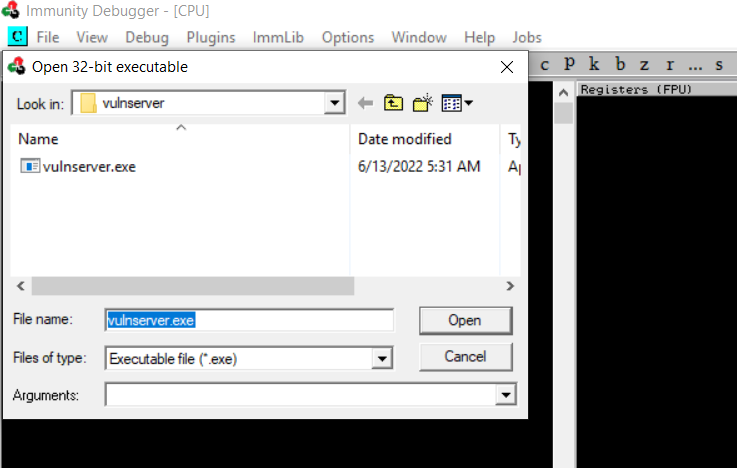 Immunity Debugger - [CPU]
C File View Debug Plugins ImmLib Options Window Help Jobs
Open 32-bit executable
c p k b z r ... s
Look in: vulnserver
Registers (FPU)
Name Date modified Ty
vulnserver.exe 6/13/2022 5:31 AM Ap
File name: vulnserver.exe Open
Files of type: Executable file (*.exe) Cancel
Arguments: